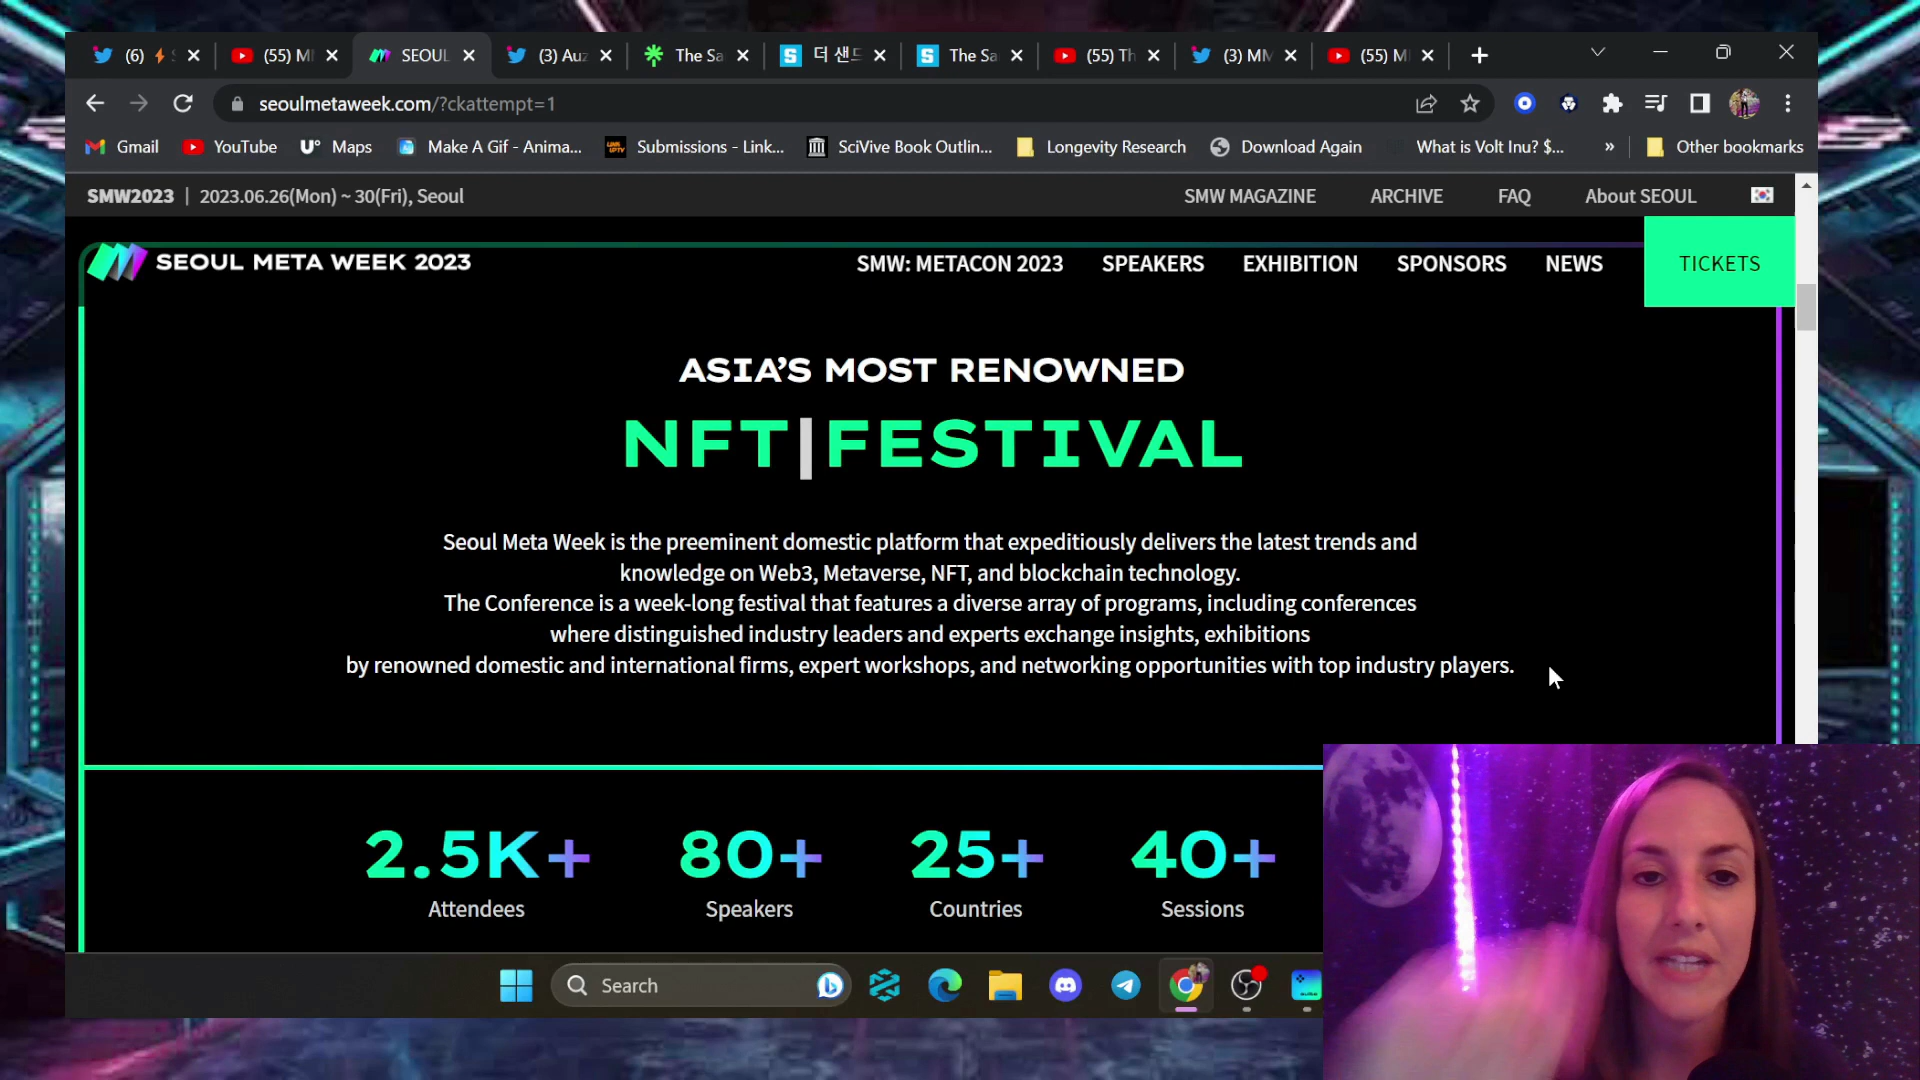 (6)
(55) M
SEOUL
(3) Auz
The Sa
더 샌드
The Sa
(55) Th
(3) MM
(55) M
seoulmetaweek.com/?ckattempt=1
Gmail
YouTube
Maps
Make A Gif - Anima...
Submissions - Link...
SciVive Book Outlin...
Longevity Research
Download Again
What is Volt Inu? $...
»
Other bookmarks
SMW2023 | 2023.06.26(Mon) ~ 30(Fri), Seoul
SMW MAGAZINE
ARCHIVE
FAQ
About SEOUL
SEOUL META WEEK 2023
SMW: METACON 2023
SPEAKERS
EXHIBITION
SPONSORS
NEWS
TICKETS
ASIA'S MOST RENOWNED
NFT|FESTIVAL
Seoul Meta Week is the preeminent domestic platform that expeditiously delivers the latest trends and
knowledge on Web3, Metaverse, NFT, and blockchain technology.
The Conference is a week-long festival that features a diverse array of programs, including conferences
where distinguished industry leaders and experts exchange insights, exhibitions
by renowned domestic and international firms, expert workshops, and networking opportunities with top industry players.
2.5K+
Attendees
80+
Speakers
25+
Countries
40+
Sessions
Search